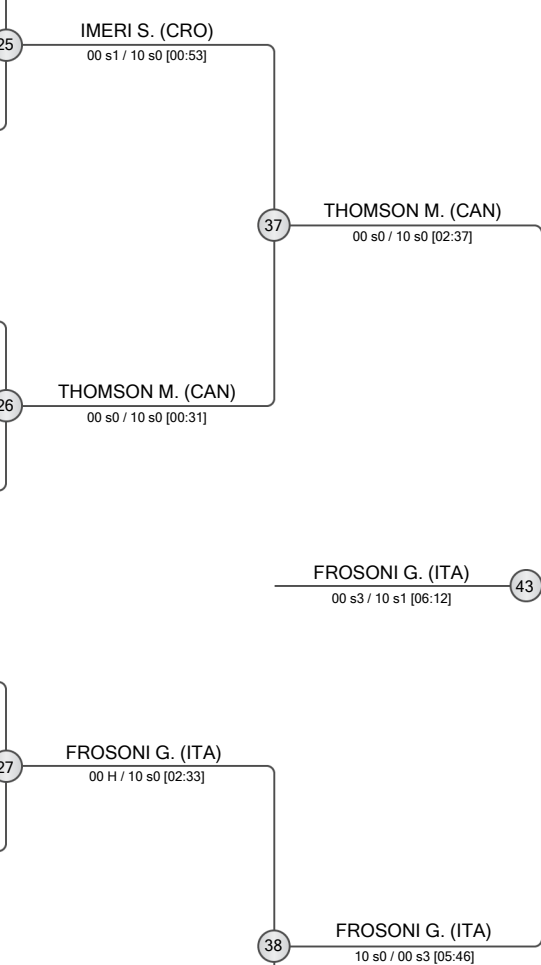 25
IMERI S. (CRO)
00 s1 / 10 s0 [00:53]
37
THOMSON M. (CAN)
00 s0 / 10 s0 [02:37]
26
THOMSON M. (CAN)
00 s0 / 10 s0 [00:31]
FROSONI G. (ITA)
00 s3 / 10 s1 [06:12]
43
27
FROSONI G. (ITA)
00 H / 10 s0 [02:33]
38
FROSONI G. (ITA)
10 s0 / 00 s3 [05:46]